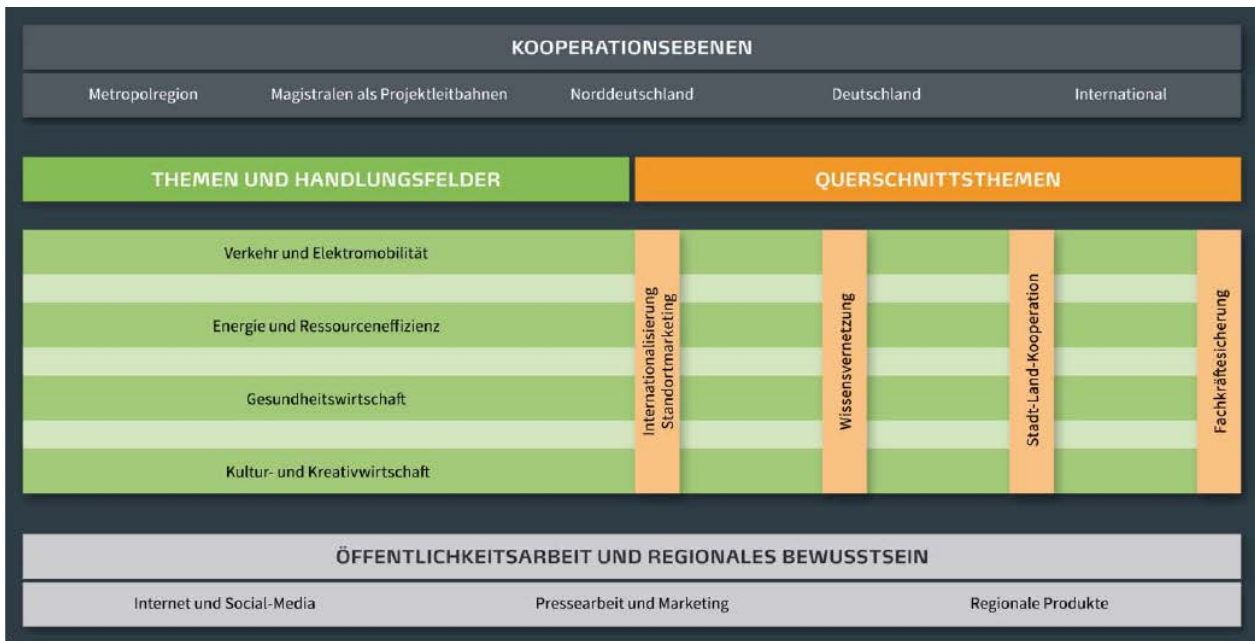 KOOPERATIONSEBENEN
Metropolregion Magistralen als Projektleitbahnen Norddeutschland Deutschland International
THEMEN UND HANDLUNGSFELDER
QUERSCHNITTSTHEMEN
Verkehr und Elektromobilität
Energie und Ressourceneffizienz
Gesundheitswirtschaft
Kultur- und Kreativwirtschaft
Internationalisierung
Standortmarketing
Wissensvernetzung
Stadt-Land-Kooperation
Fachkräftesicherung
ÖFFENTLICHKEITSARBEIT UND REGIONALES BEWUSSTSEIN
Internet und Social-Media Pressearbeit und Marketing Regionale Produkte